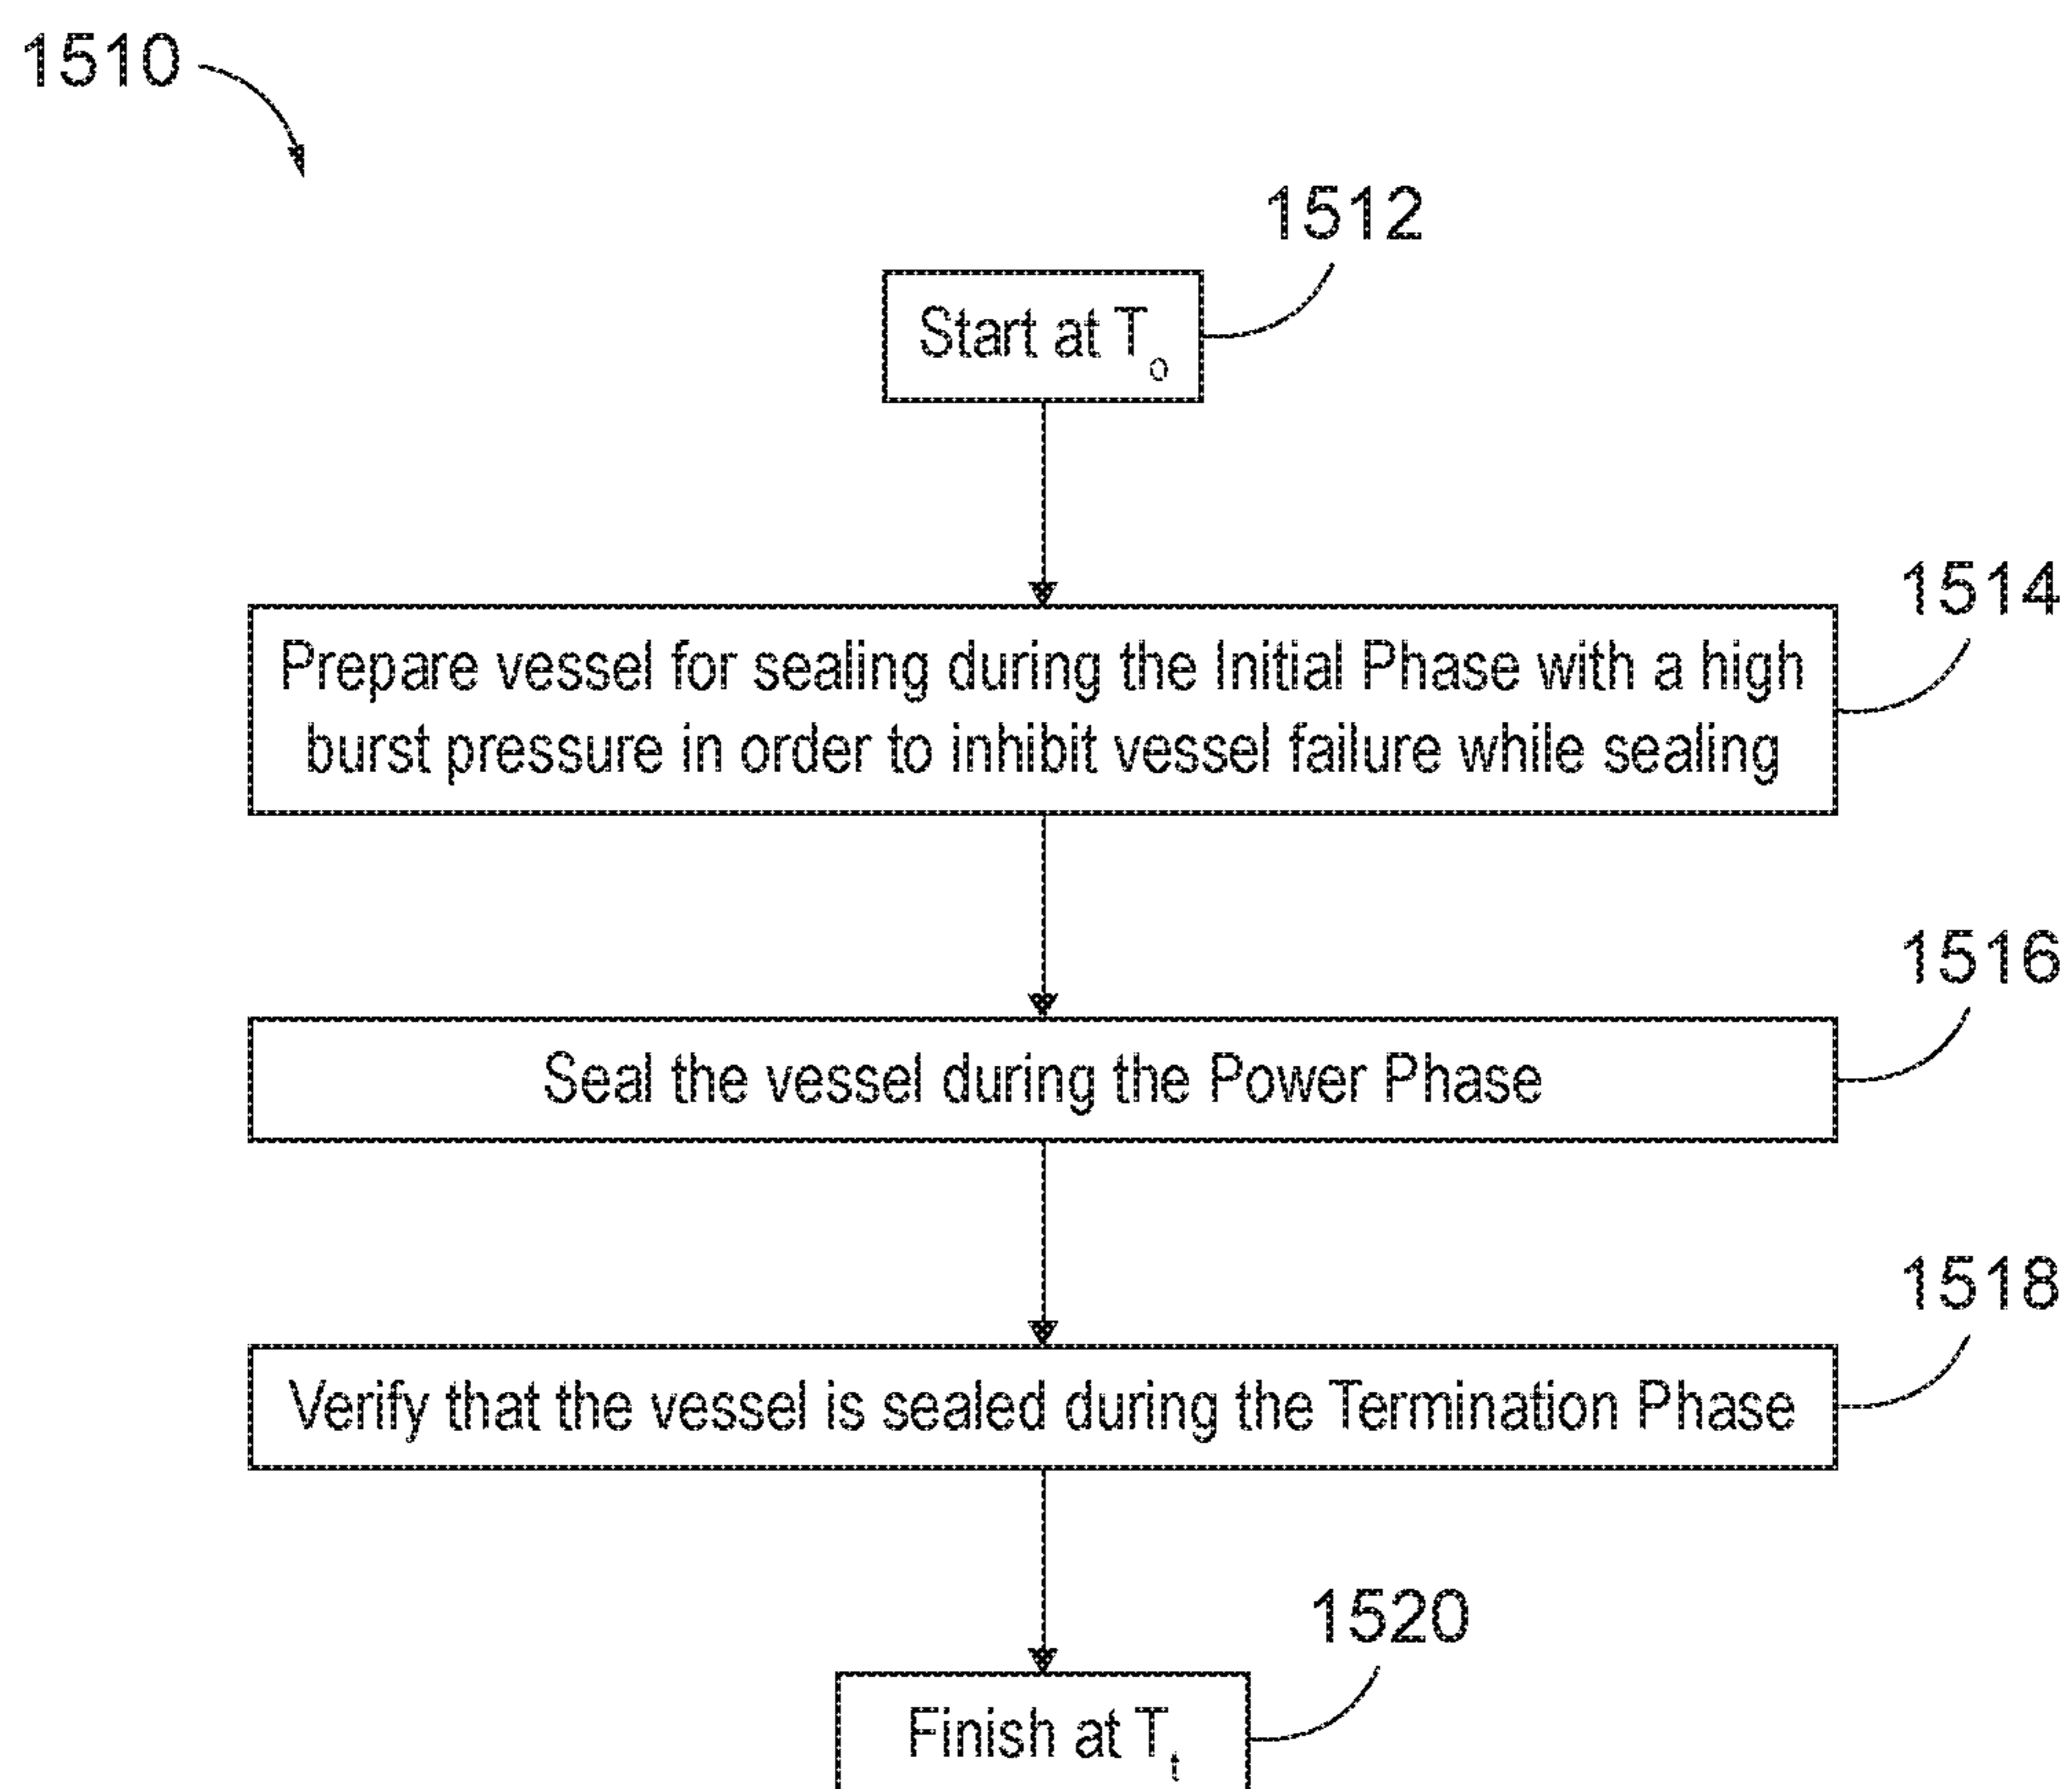 1510
1512
Start at To
1514
Prepare vessel for sealing during the Initial Phase with a high
burst pressure in order to inhibit vessel failure while sealing
1516
Seal the vessel during the Power Phase
1518
Verify that the vessel is sealed during the Termination Phase
1520
Finish at Tt